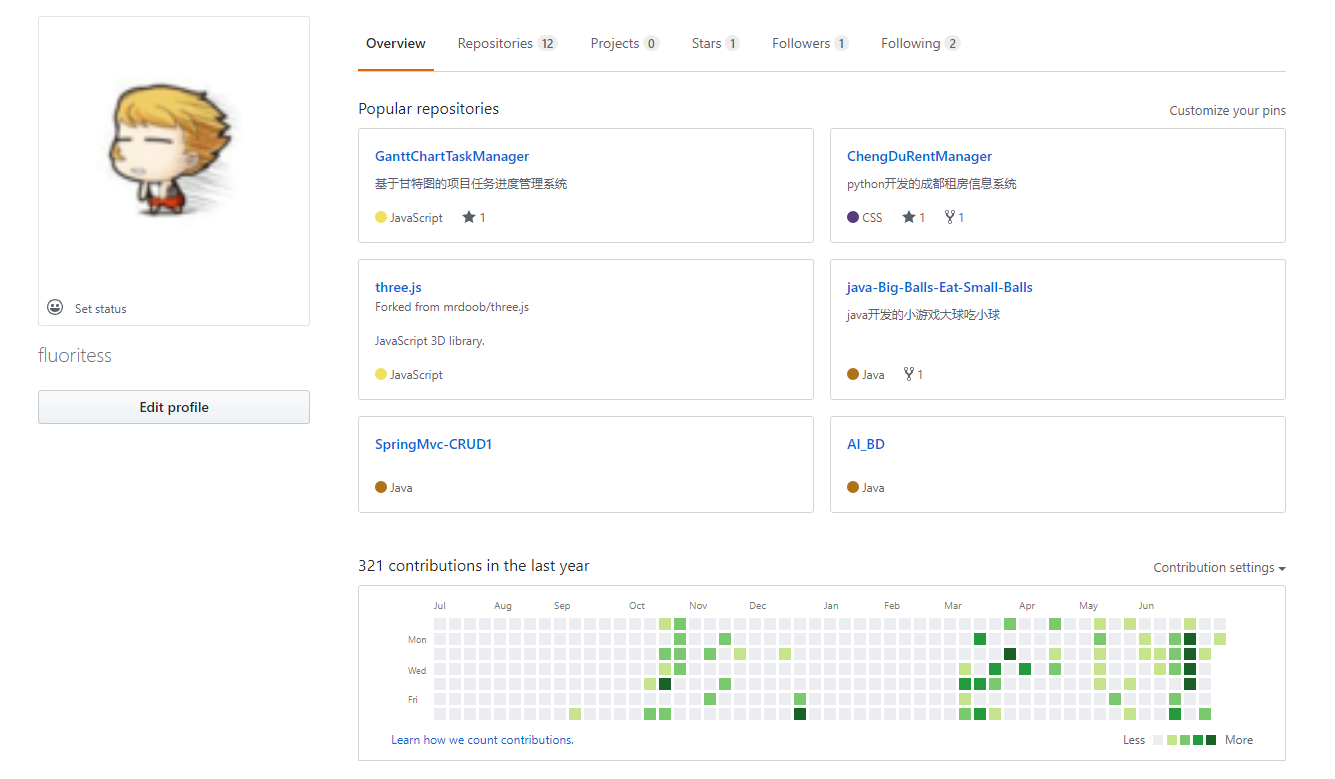 Overview Repositories 12 Projects 0 Stars 1 Followers 1 Following 2
Popular repositories
Customize your pins
GanttChartTaskManager
基于甘特图的项目任务进度管理系统
JavaScript 1
ChengDuRentManager
python开发的成都租房信息系统
CSS 1 1
three.js
Forked from mrdoob/three.js
JavaScript 3D library.
JavaScript
java-Big-Balls-Eat-Small-Balls
java开发的小游戏大球吃小球
Java 1
SpringMvc-CRUD1
Java
AI_BD
Java
Set status
fluoritess
Edit profile
321 contributions in the last year
Contribution settings
Jul Aug Sep Oct Nov Dec Jan Feb Mar Apr May Jun
Mon
Wed
Fri
Learn how we count contributions.
Less More